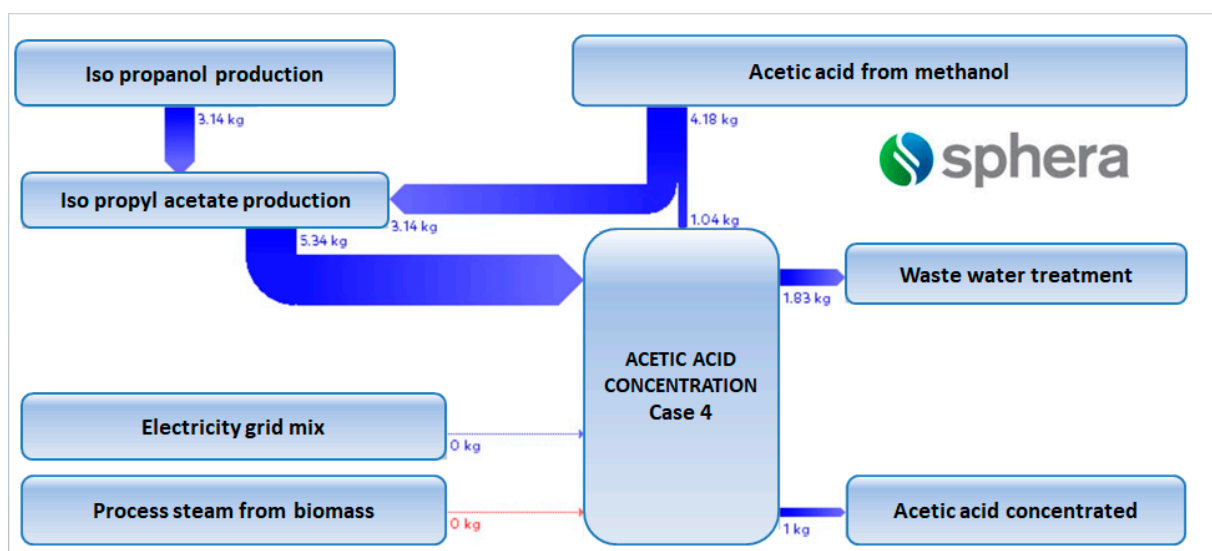 Iso propanol production
Acetic acid from methanol
3.14 kg
4.18 kg
sphera
Iso propyl acetate production
3.14 kg
1.04 kg
5.34 kg
Waste water treatment
1.83 kg
ACETIC ACID
CONCENTRATION
Case 4
Electricity grid mix
0 kg
Process steam from biomass
0 kg
Acetic acid concentrated
1 kg